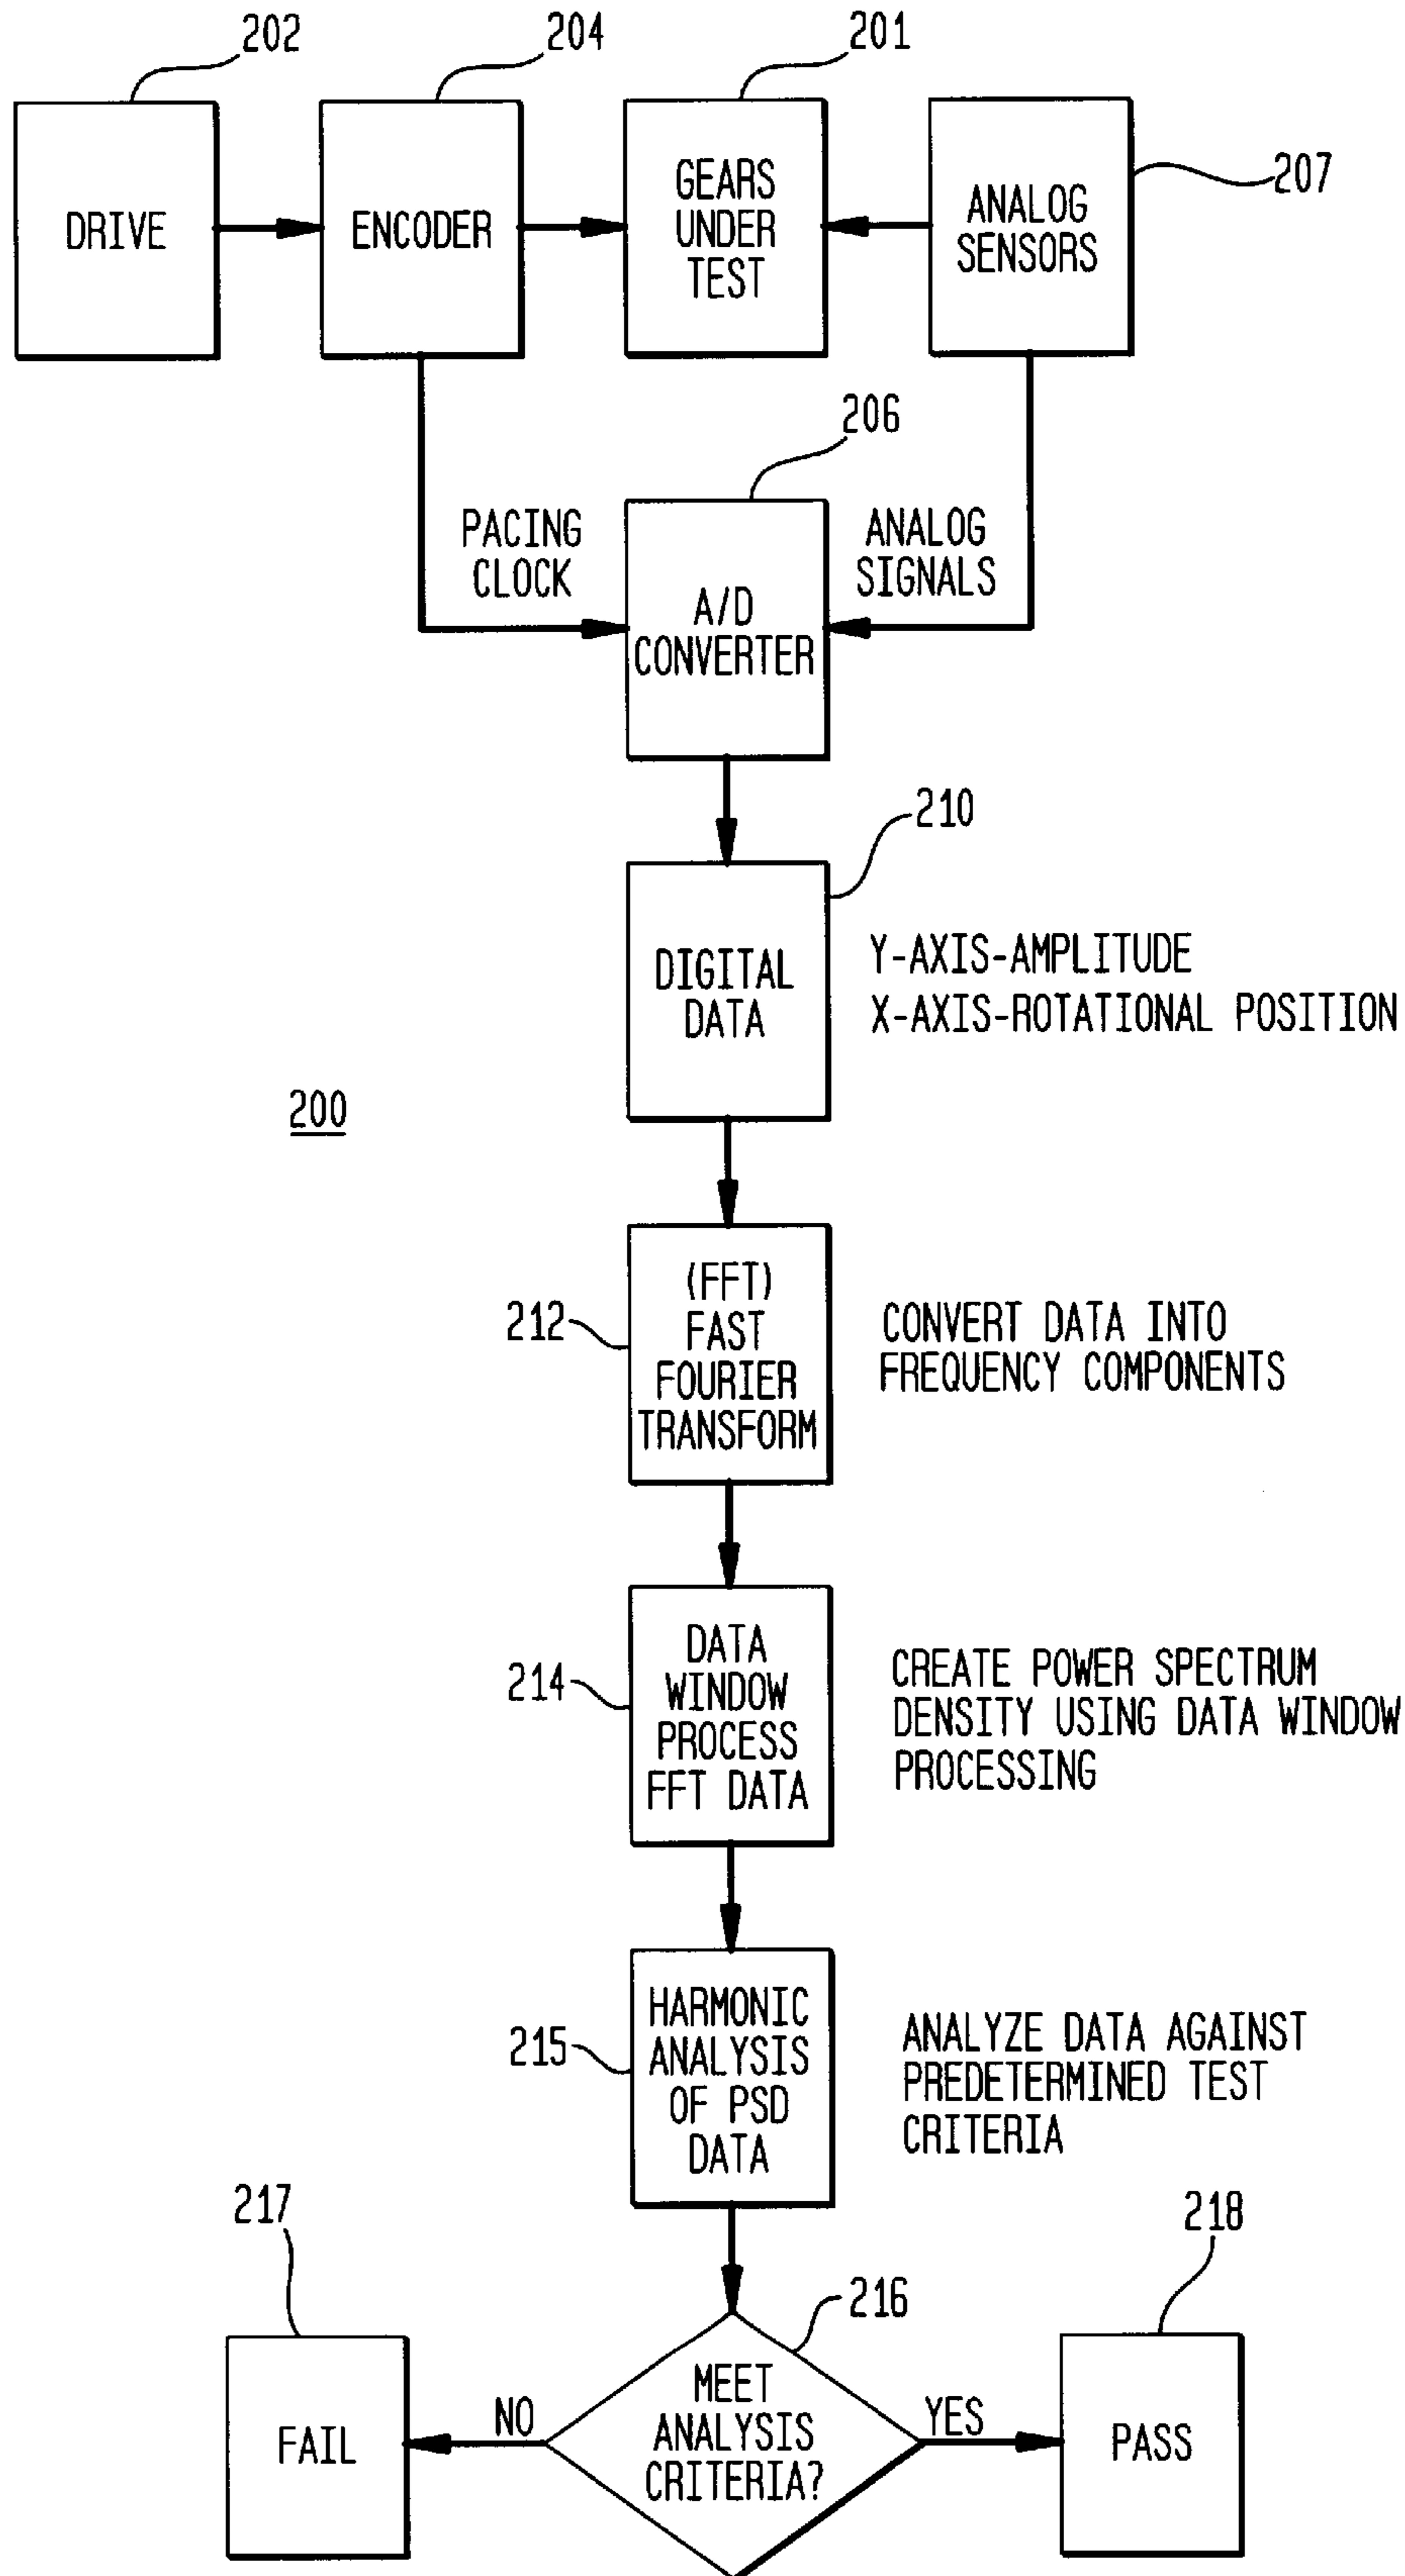 202
204
201
207
DRIVE
ENCODER
GEARS
UNDER
TEST
ANALOG
SENSORS
206
PACING
CLOCK
ANALOG
SIGNALS
A/D
CONVERTER
210
DIGITAL
DATA
Y-AXIS-AMPLITUDE
X-AXIS-ROTATIONAL POSITION
200
212
(FFT)
FAST
FOURIER
TRANSFORM
CONVERT DATA INTO
FREQUENCY COMPONENTS
214
DATA
WINDOW
PROCESS
FFT DATA
CREATE POWER SPECTRUM
DENSITY USING DATA WINDOW
PROCESSING
215
HARMONIC
ANALYSIS
OF PSD
DATA
ANALYZE DATA AGAINST
PREDETERMINED TEST
CRITERIA
217
216
218
FAIL
NO
MEET
ANALYSIS
CRITERIA?
YES
PASS